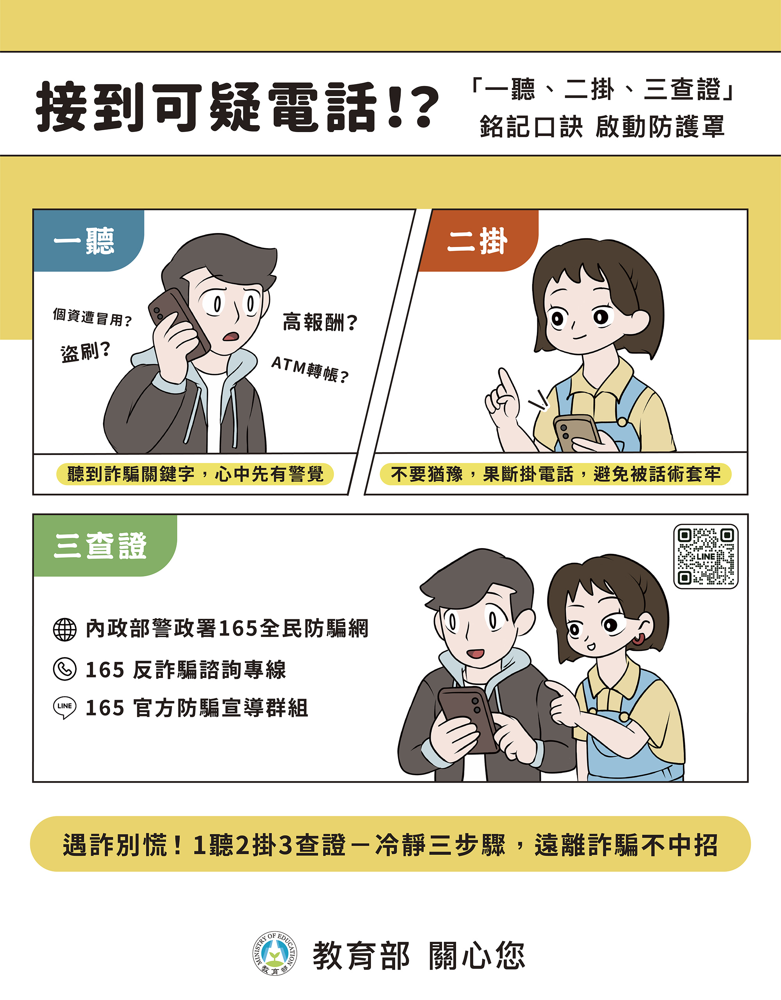 接到可疑電話!?
「一聽、二掛、三查證」
銘記口訣 啟動防護罩
一聽
個資遭冒用?
盜刷?
高報酬?
ATM轉帳?
聽到詐騙關鍵字，心中先有警覺
二掛
不要猶豫，果斷掛電話，避免被話術套牢
三查證
LINE
內政部警政署165全民防騙網
165 反詐騙諮詢專線
LINE
165 官方防騙宣導群組
遇詐別慌！1聽2掛3查證－冷靜三步驟，遠離詐騙不中招
MINISTRY OF EDUCATION
教育部
教育部 關心您